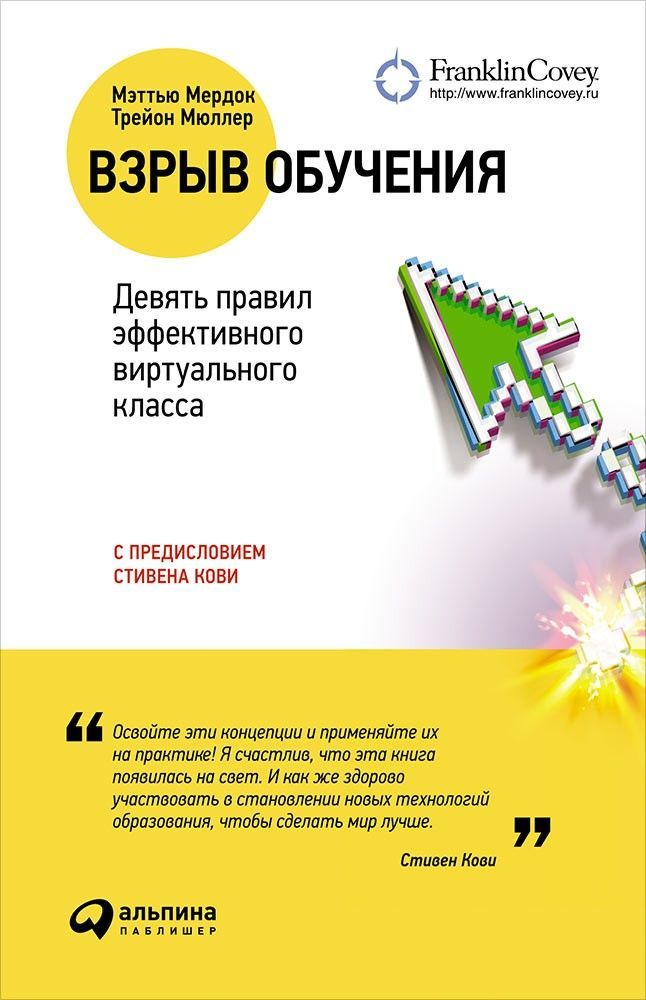 FranklinCovey
http://www.franklincovey.ru
Мэттью Мердок
Трейон Мюллер
ВЗРЫВ ОБУЧЕНИЯ
Девять правил
эффективного
виртуального
класса
С ПРЕДИСЛОВИЕМ
СТИВЕНА КОВИ
“ Освойте эти концепции и применяйте их
на практике! Я счастлив, что эта книга
появилась на свет. И как же здорово
участвовать в становлении новых технологий
образования, чтобы сделать мир лучше. ”
Стивен Кови
альпина
ПАБЛИШЕР